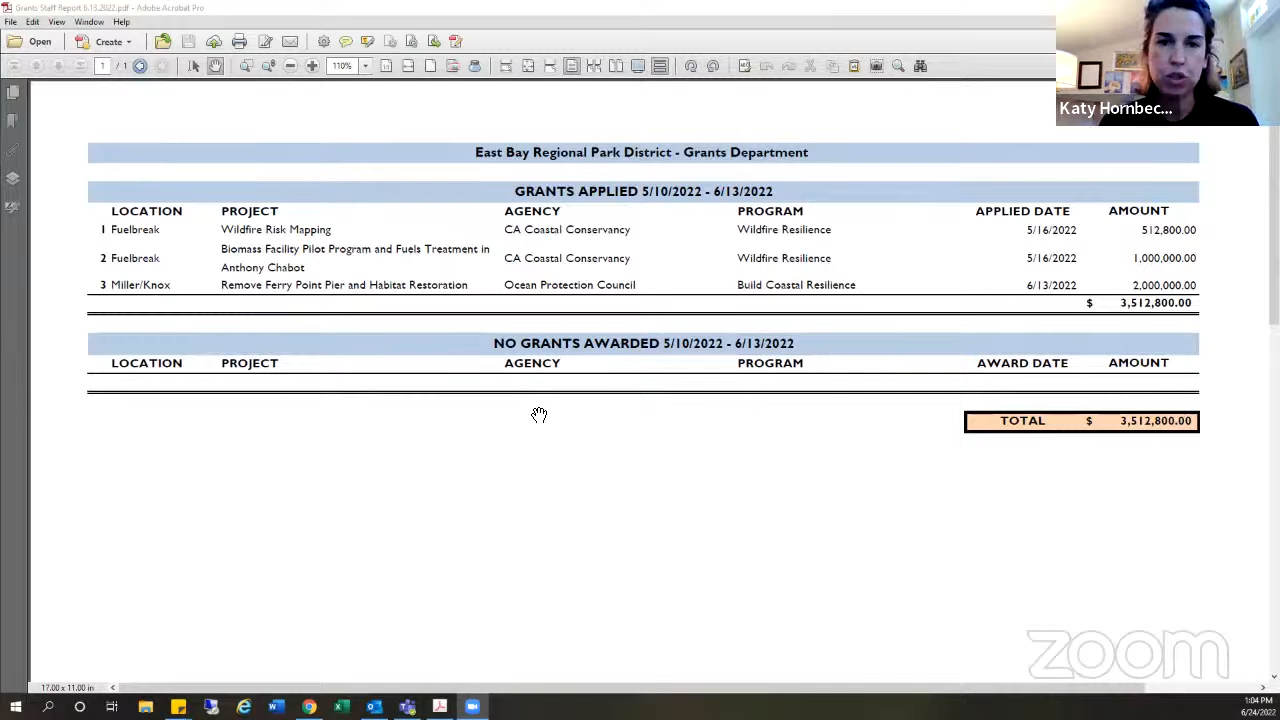 Grants Staff Report 6.13.2022.pdf - Adobe Acrobat Pro
File Edit View Window Help
Open Create
1 / 1 110%
Katy Hornbec...
East Bay Regional Park District - Grants Department
GRANTS APPLIED 5/10/2022 - 6/13/2022
LOCATION PROJECT AGENCY PROGRAM APPLIED DATE AMOUNT
1 Fuelbreak Wildfire Risk Mapping CA Coastal Conservancy Wildfire Resilience 5/16/2022 512,800.00
2 Fuelbreak Biomass Facility Pilot Program and Fuels Treatment in Anthony Chabot CA Coastal Conservancy Wildfire Resilience 5/16/2022 1,000,000.00
3 Miller/Knox Remove Ferry Point Pier and Habitat Restoration Ocean Protection Council Build Coastal Resilience 6/13/2022 2,000,000.00
$ 3,512,800.00
NO GRANTS AWARDED 5/10/2022 - 6/13/2022
LOCATION PROJECT AGENCY PROGRAM AWARD DATE AMOUNT
TOTAL $ 3,512,800.00
zoom
17.00 x 11.00 in
1:04 PM
6/24/2022